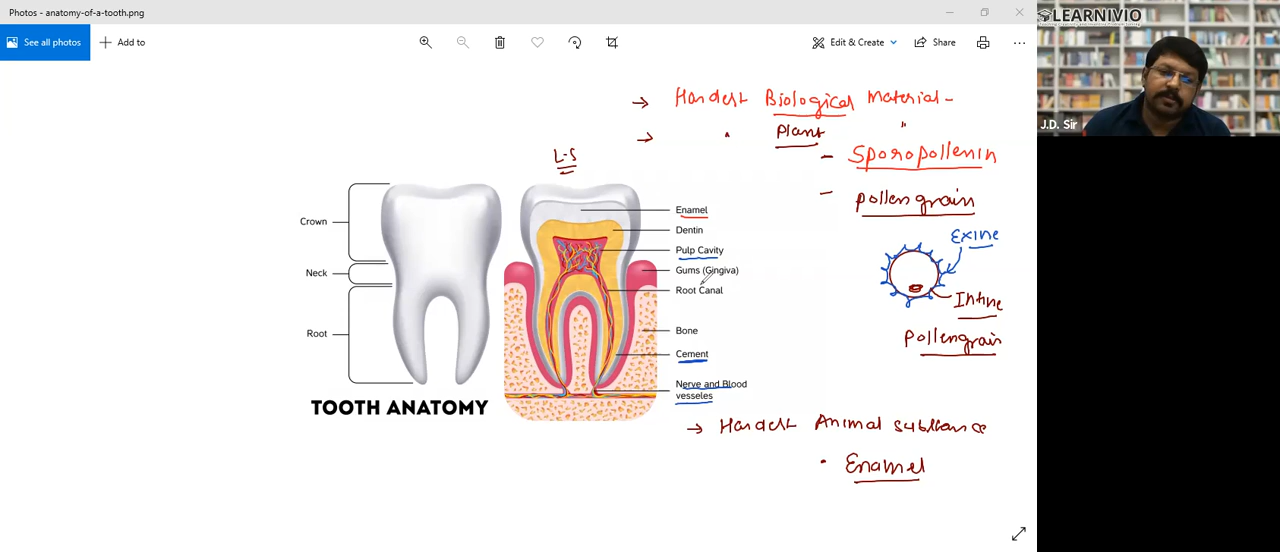 Photos - anatomy-of-a-tooth.png
LEARNIVIO
See all photos
Add to
Edit & Create
Share
J.D. Sir
→ Hardest Biological Material -
→ " Plant "
- Sporopollenin
- pollengrain
L-S
Crown
Neck
Root
TOOTH ANATOMY
Enamel
Dentin
Pulp Cavity
Gums (Gingiva)
Root Canal
Bone
Cement
Nerve and Blood
vesseles
Exine
Intine
Pollengrain
→ Hardest Animal substance
• Enamel